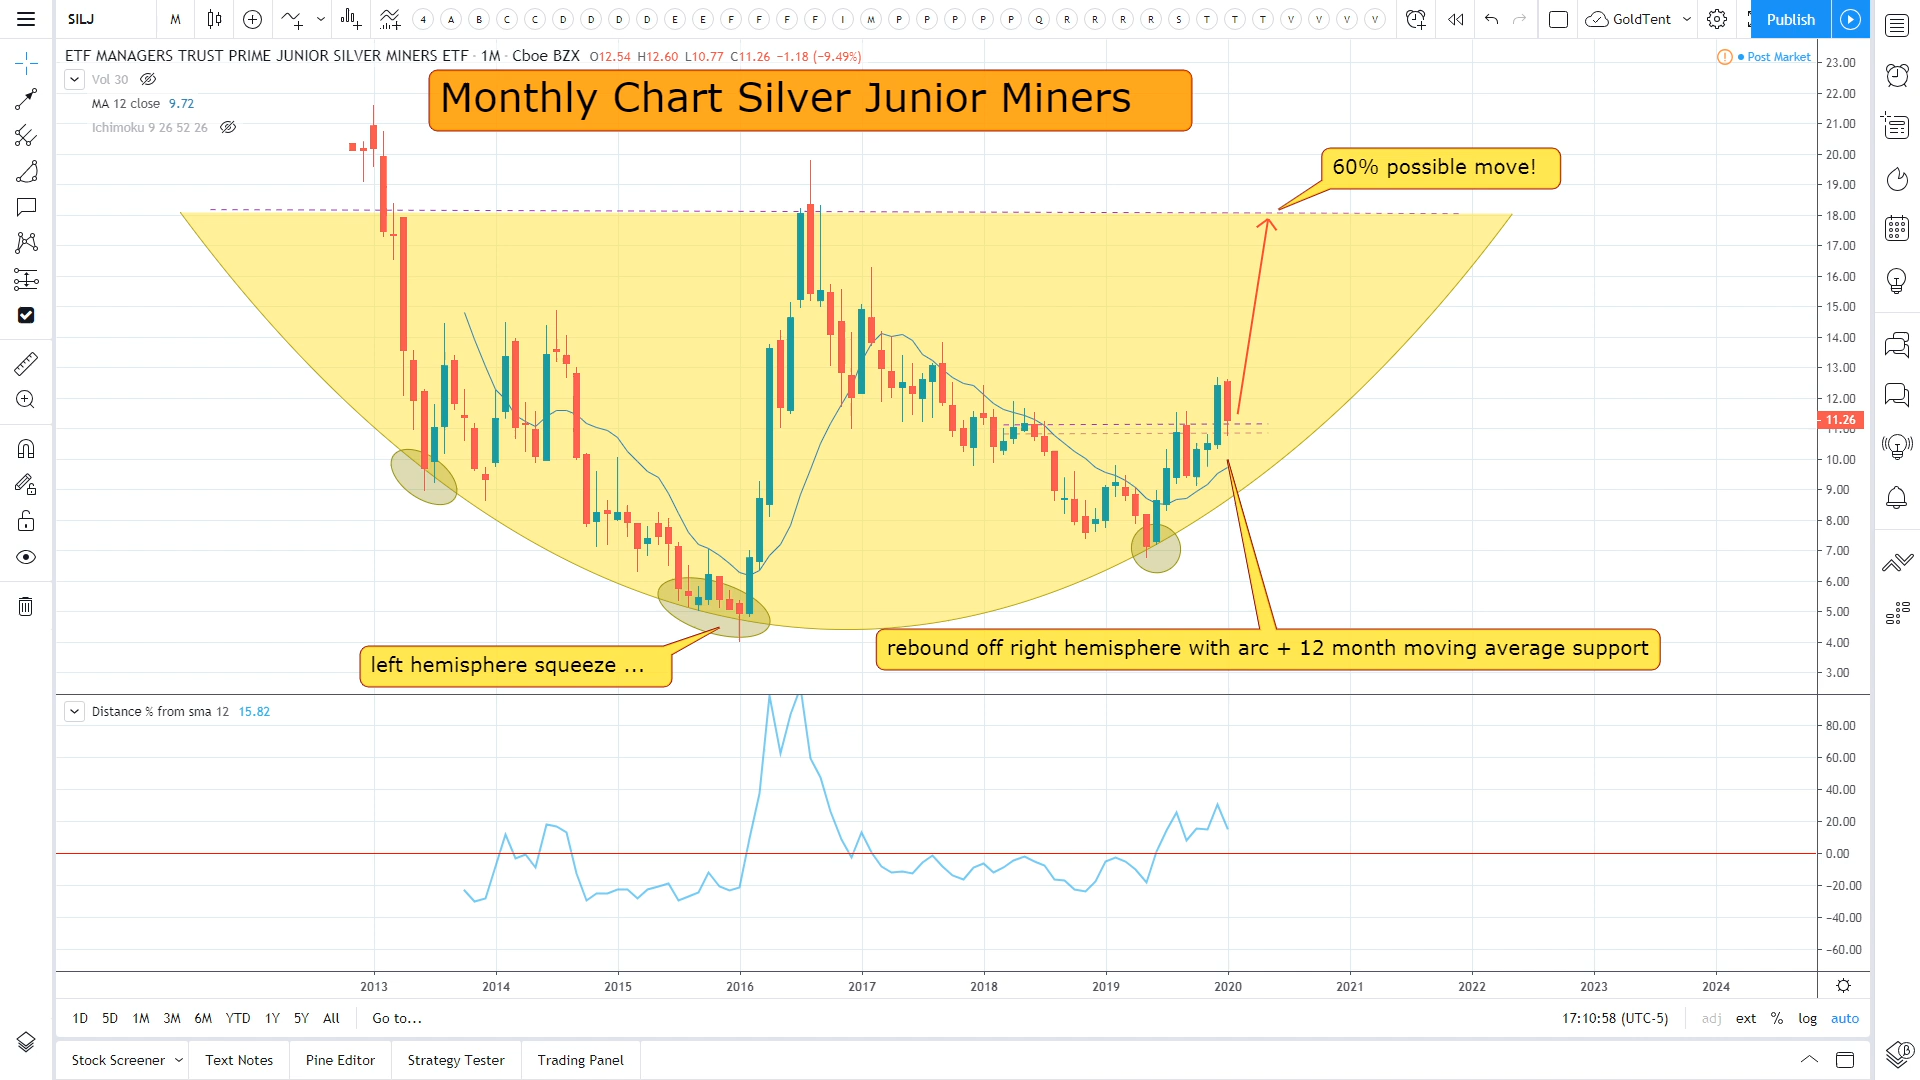 SILJ M 4 A B C C D D D D E E F F F F I M P P P P Q R R R R S T T T V V V V GoldTent Publish
ETF MANAGERS TRUST PRIME JUNIOR SILVER MINERS ETF · 1M · Cboe BZX O12.54 H12.60 L10.77 C11.26 −1.18 (−9.49%)
Post Market
Vol 30
MA 12 close 9.72
Ichimoku 9 26 52 26
Monthly Chart Silver Junior Miners
60% possible move!
23.00
22.00
21.00
20.00
19.00
18.00
17.00
16.00
15.00
14.00
13.00
12.00
11.26
11.00
10.00
9.00
8.00
7.00
6.00
5.00
4.00
3.00
rebound off right hemisphere with arc + 12 month moving average support
left hemisphere squeeze ...
Distance % from sma 12 15.82
80.00
60.00
40.00
20.00
0.00
−20.00
−40.00
−60.00
2013 2014 2015 2016 2017 2018 2019 2020 2021 2022 2023 2024
1D 5D 1M 3M 6M YTD 1Y 5Y All Go to... 17:10:58 (UTC-5) adj ext % log auto
Stock Screener Text Notes Pine Editor Strategy Tester Trading Panel